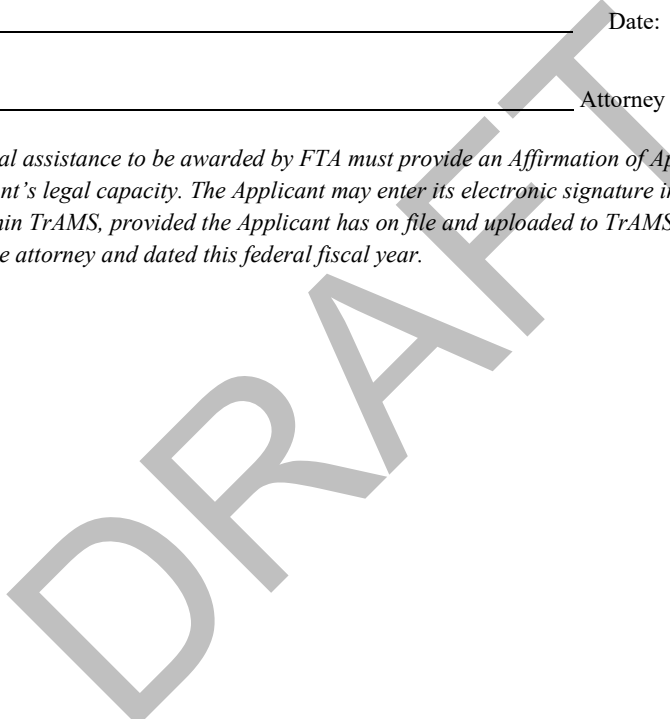 Date:
Attorney
al assistance to be awarded by FTA must provide an Affirmation of Ap
nt’s legal capacity. The Applicant may enter its electronic signature i
hin TrAMS, provided the Applicant has on file and uploaded to TrAMS
e attorney and dated this federal fiscal year.
DRAFT